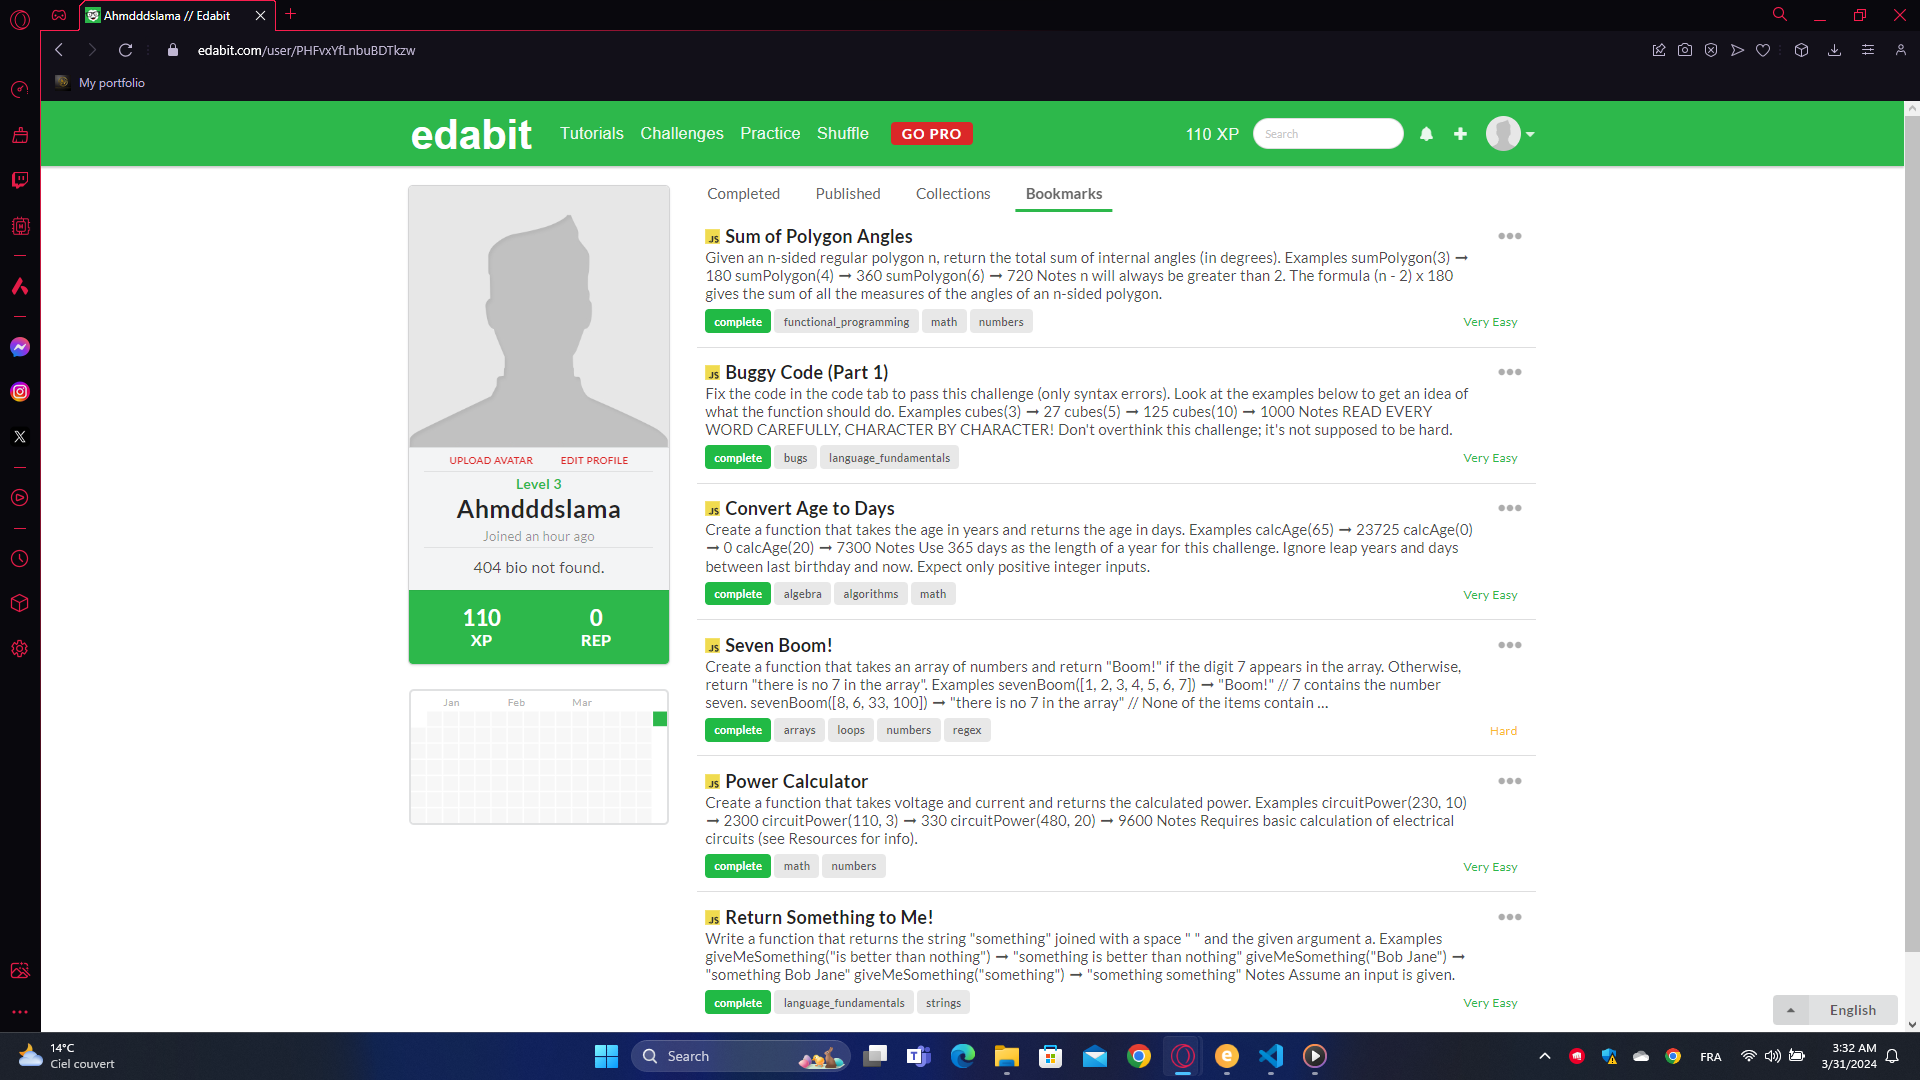 Ahmdddslama // Edabit
edabit.com/user/PHFvxYfLnbuBDTkzw
My portfolio
edabit
Tutorials
Challenges
Practice
Shuffle
GO PRO
110 XP
Search
UPLOAD AVATAR
EDIT PROFILE
Level 3
Ahmdddslama
Joined an hour ago
404 bio not found.
110
XP
0
REP
Jan
Feb
Mar
Completed
Published
Collections
Bookmarks
JS Sum of Polygon Angles
Given an n-sided regular polygon n, return the total sum of internal angles (in degrees). Examples sumPolygon(3) ➞
180 sumPolygon(4) ➞ 360 sumPolygon(6) ➞ 720 Notes n will always be greater than 2. The formula (n - 2) x 180
gives the sum of all the measures of the angles of an n-sided polygon.
complete
functional_programming
math
numbers
Very Easy
JS Buggy Code (Part 1)
Fix the code in the code tab to pass this challenge (only syntax errors). Look at the examples below to get an idea of
what the function should do. Examples cubes(3) ➞ 27 cubes(5) ➞ 125 cubes(10) ➞ 1000 Notes READ EVERY
WORD CAREFULLY, CHARACTER BY CHARACTER! Don't overthink this challenge; it's not supposed to be hard.
complete
bugs
language_fundamentals
Very Easy
JS Convert Age to Days
Create a function that takes the age in years and returns the age in days. Examples calcAge(65) ➞ 23725 calcAge(0)
➞ 0 calcAge(20) ➞ 7300 Notes Use 365 days as the length of a year for this challenge. Ignore leap years and days
between last birthday and now. Expect only positive integer inputs.
complete
algebra
algorithms
math
Very Easy
JS Seven Boom!
Create a function that takes an array of numbers and return "Boom!" if the digit 7 appears in the array. Otherwise,
return "there is no 7 in the array". Examples sevenBoom([1, 2, 3, 4, 5, 6, 7]) ➞ "Boom!" // 7 contains the number
seven. sevenBoom([8, 6, 33, 100]) ➞ "there is no 7 in the array" // None of the items contain ...
complete
arrays
loops
numbers
regex
Hard
JS Power Calculator
Create a function that takes voltage and current and returns the calculated power. Examples circuitPower(230, 10)
➞ 2300 circuitPower(110, 3) ➞ 330 circuitPower(480, 20) ➞ 9600 Notes Requires basic calculation of electrical
circuits (see Resources for info).
complete
math
numbers
Very Easy
JS Return Something to Me!
Write a function that returns the string "something" joined with a space " " and the given argument a. Examples
giveMeSomething("is better than nothing") ➞ "something is better than nothing" giveMeSomething("Bob Jane") ➞
"something Bob Jane" giveMeSomething("something") ➞ "something something" Notes Assume an input is given.
complete
language_fundamentals
strings
Very Easy
English
14°C
Ciel couvert
Search
FRA
3:32 AM
3/31/2024